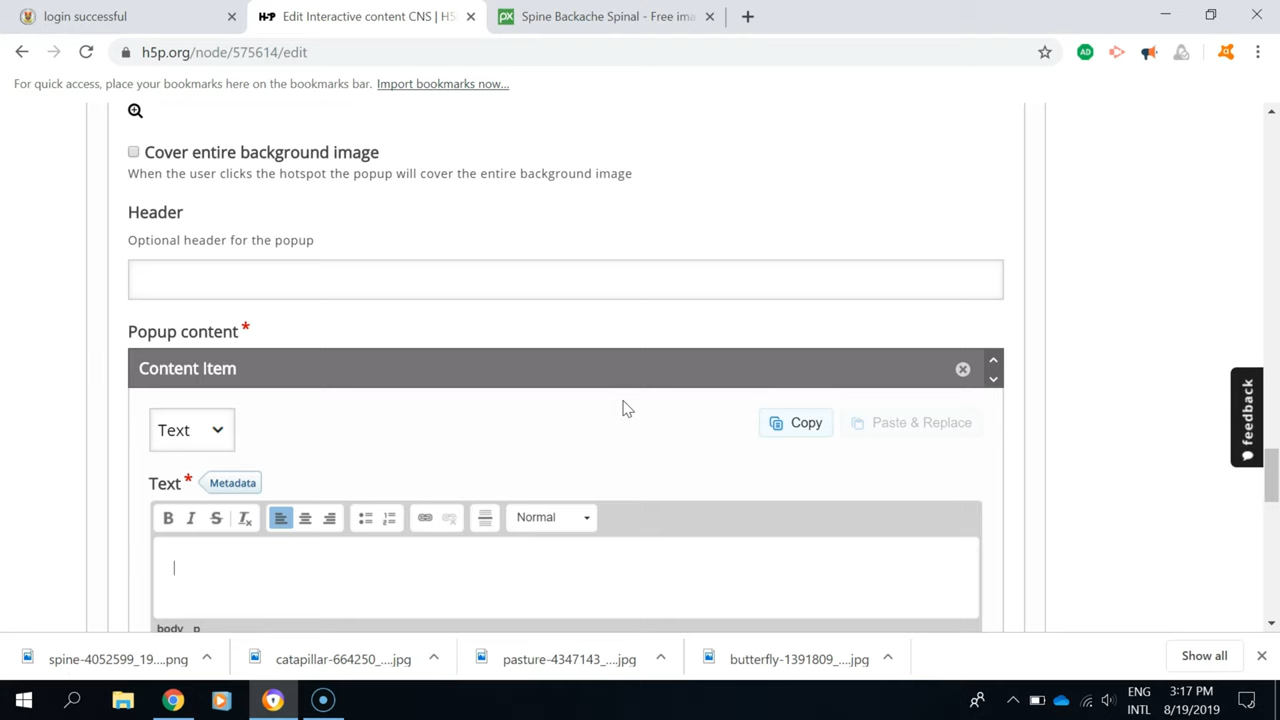 login successful
Edit Interactive content CNS | H5
Spine Backache Spinal - Free ima
h5p.org/node/575614/edit
For quick access, place your bookmarks here on the bookmarks bar. Import bookmarks now...
Cover entire background image
When the user clicks the hotspot the popup will cover the entire background image
Header
Optional header for the popup
Popup content *
Content Item
Text
Copy
Paste & Replace
feedback
Text * Metadata
B I S Tx Normal
body p
spine-4052599_19....png
catapillar-664250_....jpg
pasture-4347143_....jpg
butterfly-1391809_....jpg
Show all
ENG 3:17 PM
INTL 8/19/2019